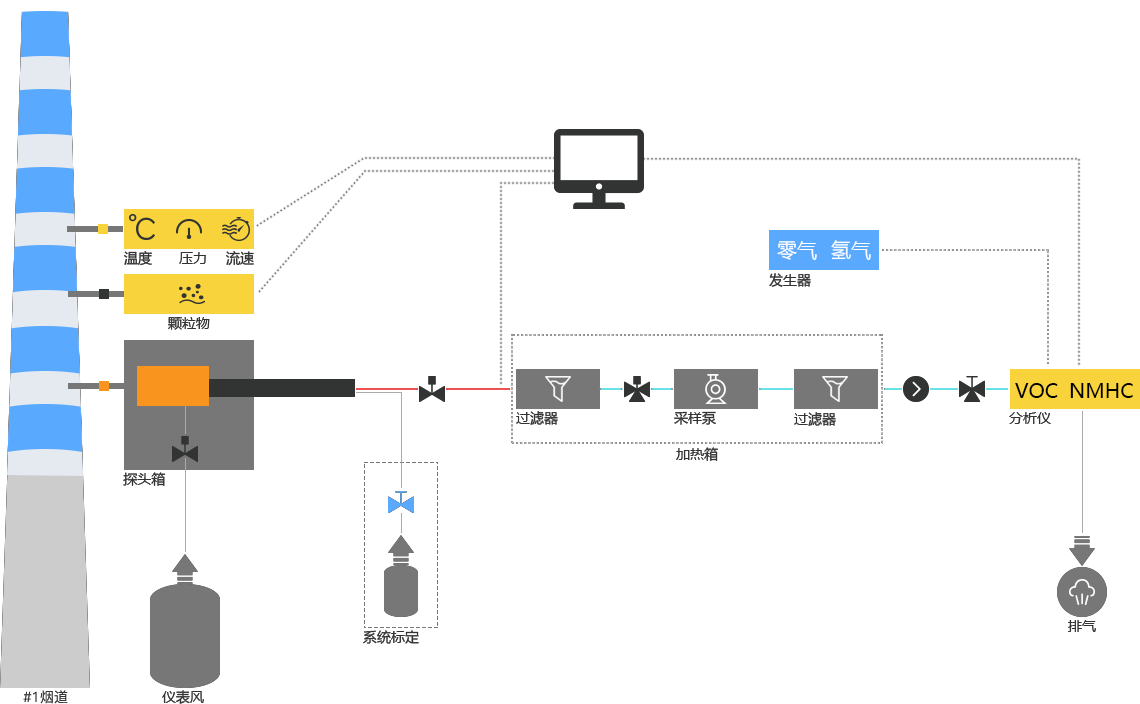 ℃
温度 压力 流速
颗粒物
零气 氢气
发生器
过滤器
采样泵
过滤器
加热箱
VOC NMHC
分析仪
探头箱
系统标定
排气
#1烟道
仪表风